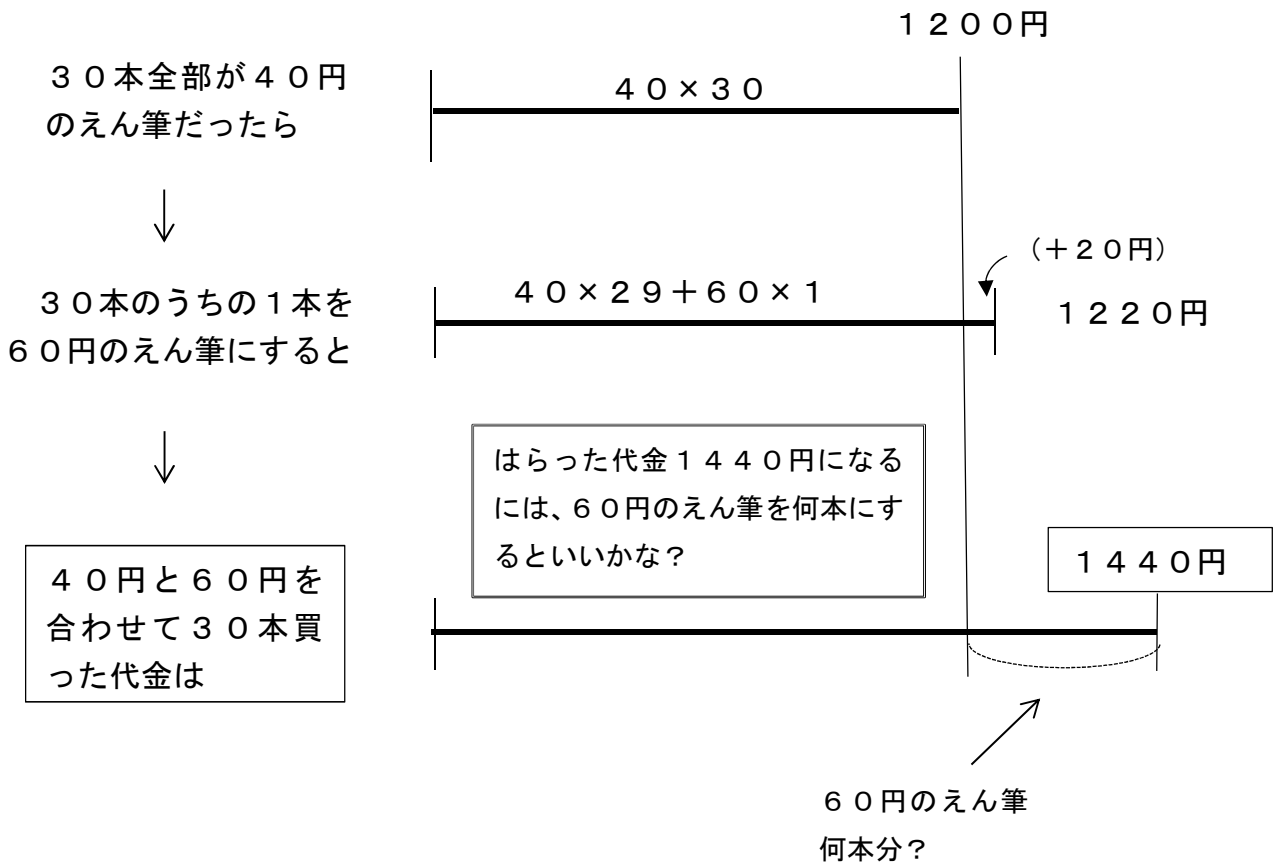 １２００円
３０本全部が４０円
のえん筆だったら
４０×３０
（＋２０円）
３０本のうちの１本を
６０円のえん筆にすると
４０×２９＋６０×１
１２２０円
はらった代金１４４０円になる
には、６０円のえん筆を何本にす
るといいかな？
４０円と６０円を
合わせて３０本買
った代金は
１４４０円
６０円のえん筆
何本分？